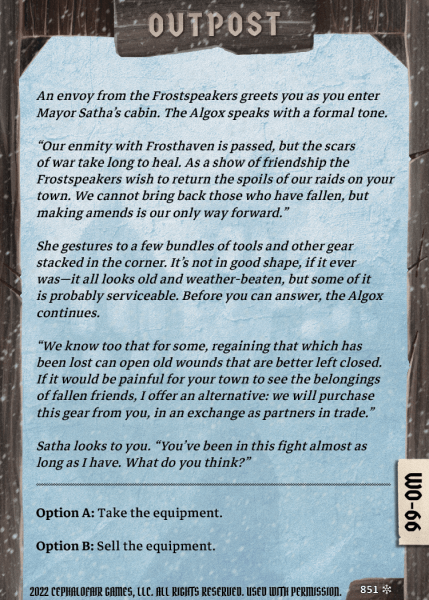 OUTPOST
An envoy from the Frostspeakers greets you as you enter
Mayor Satha's cabin. The Algox speaks with a formal tone.
“Our enmity with Frosthaven is passed, but the scars
of war take long to heal. As a show of friendship the
Frostspeakers wish to return the spoils of our raids on your
town. We cannot bring back those who have fallen, but
making amends is our only way forward.”
She gestures to a few bundles of tools and other gear
stacked in the corner. It's not in good shape, if it ever
was—it all looks old and weather-beaten, but some of it
is probably serviceable. Before you can answer, the Algox
continues.
“We know too that for some, regaining that which has
been lost can open old wounds that are better left closed.
If it would be painful for your town to see the belongings
of fallen friends, I offer an alternative: we will purchase
this gear from you, in an exchange as partners in trade.”
Satha looks to you. “You've been in this fight almost as
long as I have. What do you think?”
Option A: Take the equipment.
Option B: Sell the equipment.
WO-66
2022 CEPHALOFAIR GAMES, LLC. ALL RIGHTS RESERVED. USED WITH PERMISSION.
851